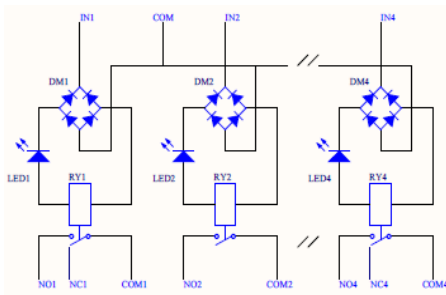 IN1 COM IN2 IN4
DM1 DM2 DM4
LED1 RY1 LED2 RY2 LED4 RY4
NO1 NC1 COM1 NO2 COM2 NO4 NC4